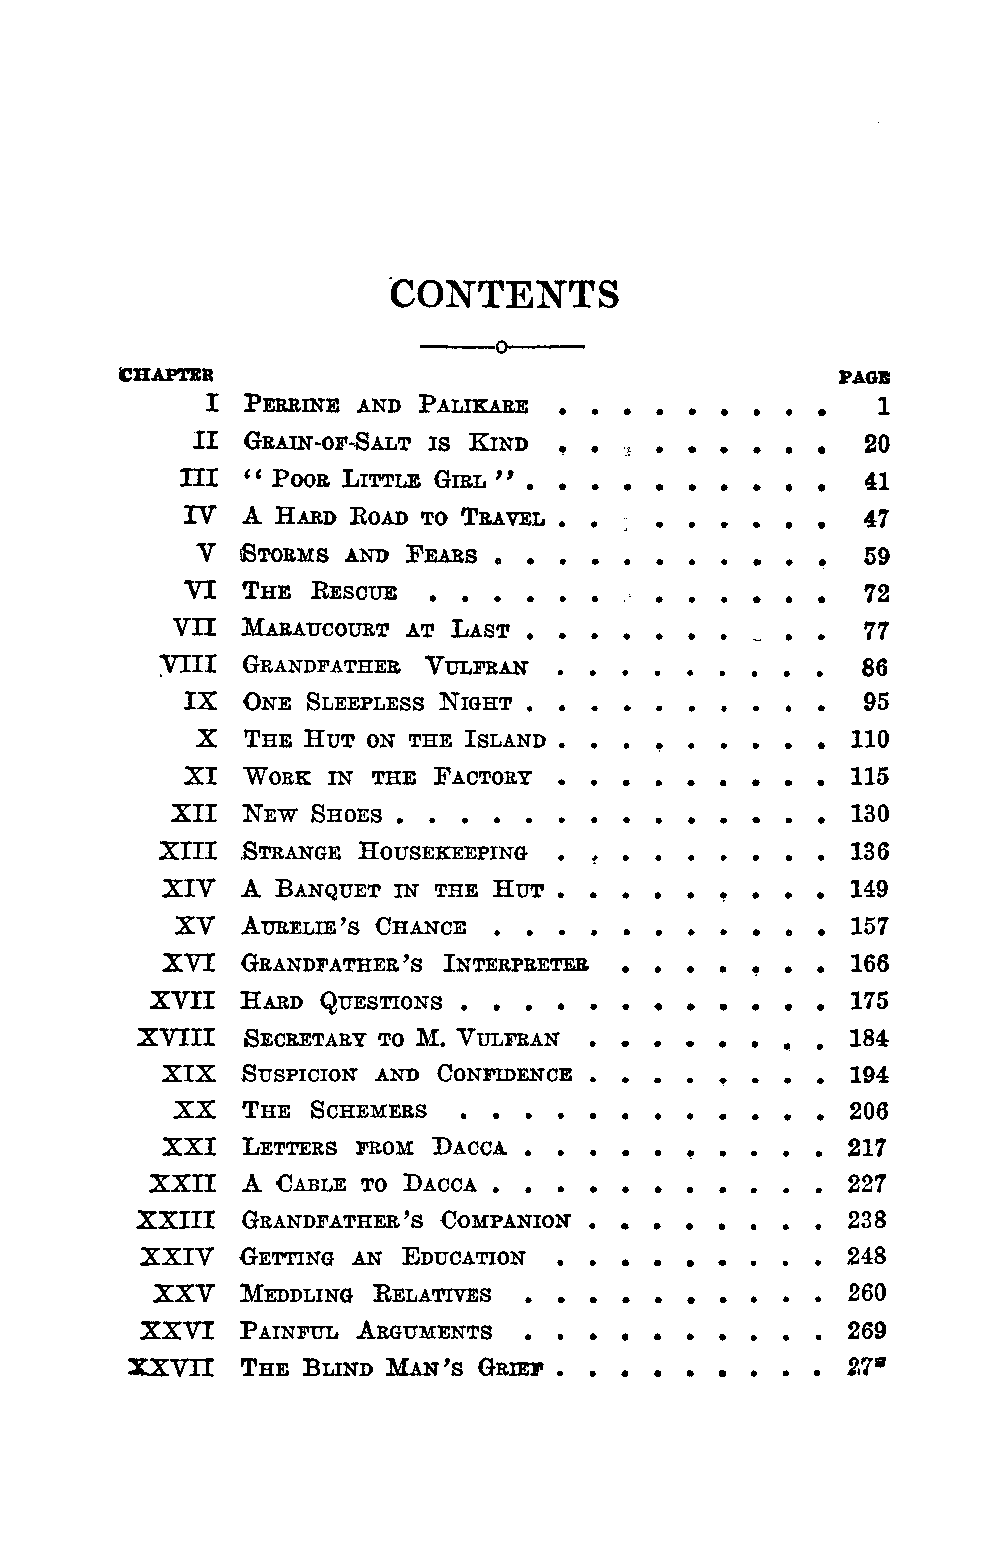 CONTENTS
CHAPTER PAGE
I PERRINE AND PALIKARE . . . . . . . . . 1
II GRAIN-OF-SALT IS KIND . . . . . . . . . 20
III “POOR LITTLE GIRL” . . . . . . . . . . 41
IV A HARD ROAD TO TRAVEL . . . . . . . . . 47
V STORMS AND FEARS . . . . . . . . . . . 59
VI THE RESCUE . . . . . . . . . . . . . 72
VII MARAUCOURT AT LAST . . . . . . . . . . 77
VIII GRANDFATHER VULFRAN . . . . . . . . . 86
IX ONE SLEEPLESS NIGHT . . . . . . . . . . 95
X THE HUT ON THE ISLAND . . . . . . . . . 110
XI WORK IN THE FACTORY . . . . . . . . . 115
XII NEW SHOES . . . . . . . . . . . . . . 130
XIII STRANGE HOUSEKEEPING . . . . . . . . . 136
XIV A BANQUET IN THE HUT . . . . . . . . . 149
XV AURELIE’S CHANCE . . . . . . . . . . . 157
XVI GRANDFATHER’S INTERPRETER . . . . . . . 166
XVII HARD QUESTIONS . . . . . . . . . . . . 175
XVIII SECRETARY TO M. VULFRAN . . . . . . . . 184
XIX SUSPICION AND CONFIDENCE . . . . . . . . 194
XX THE SCHEMERS . . . . . . . . . . . . 206
XXI LETTERS FROM DACCA . . . . . . . . . . 217
XXII A CABLE TO DACCA . . . . . . . . . . . 227
XXIII GRANDFATHER’S COMPANION . . . . . . . . 238
XXIV GETTING AN EDUCATION . . . . . . . . . 248
XXV MEDDLING RELATIVES . . . . . . . . . . 260
XXVI PAINFUL ARGUMENTS . . . . . . . . . . 269
XXVII THE BLIND MAN’S GRIEF . . . . . . . . .